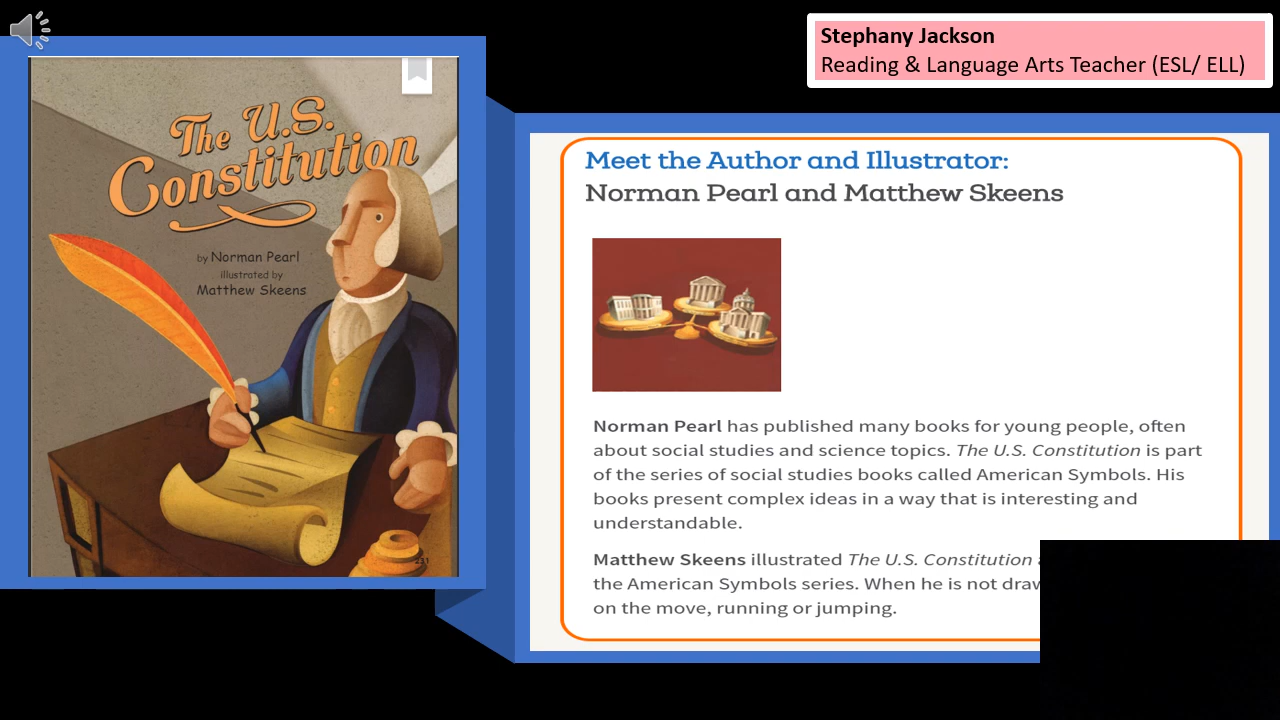 Stephany Jackson
Reading & Language Arts Teacher (ESL/ ELL)
The U.S.
Constitution
by Norman Pearl
illustrated by
Matthew Skeens
Meet the Author and Illustrator:
Norman Pearl and Matthew Skeens
Norman Pearl has published many books for young people, often
about social studies and science topics. The U.S. Constitution is part
of the series of social studies books called American Symbols. His
books present complex ideas in a way that is interesting and
understandable.
Matthew Skeens illustrated The U.S. Constitution
the American Symbols series. When he is not
on the move, running or jumping.